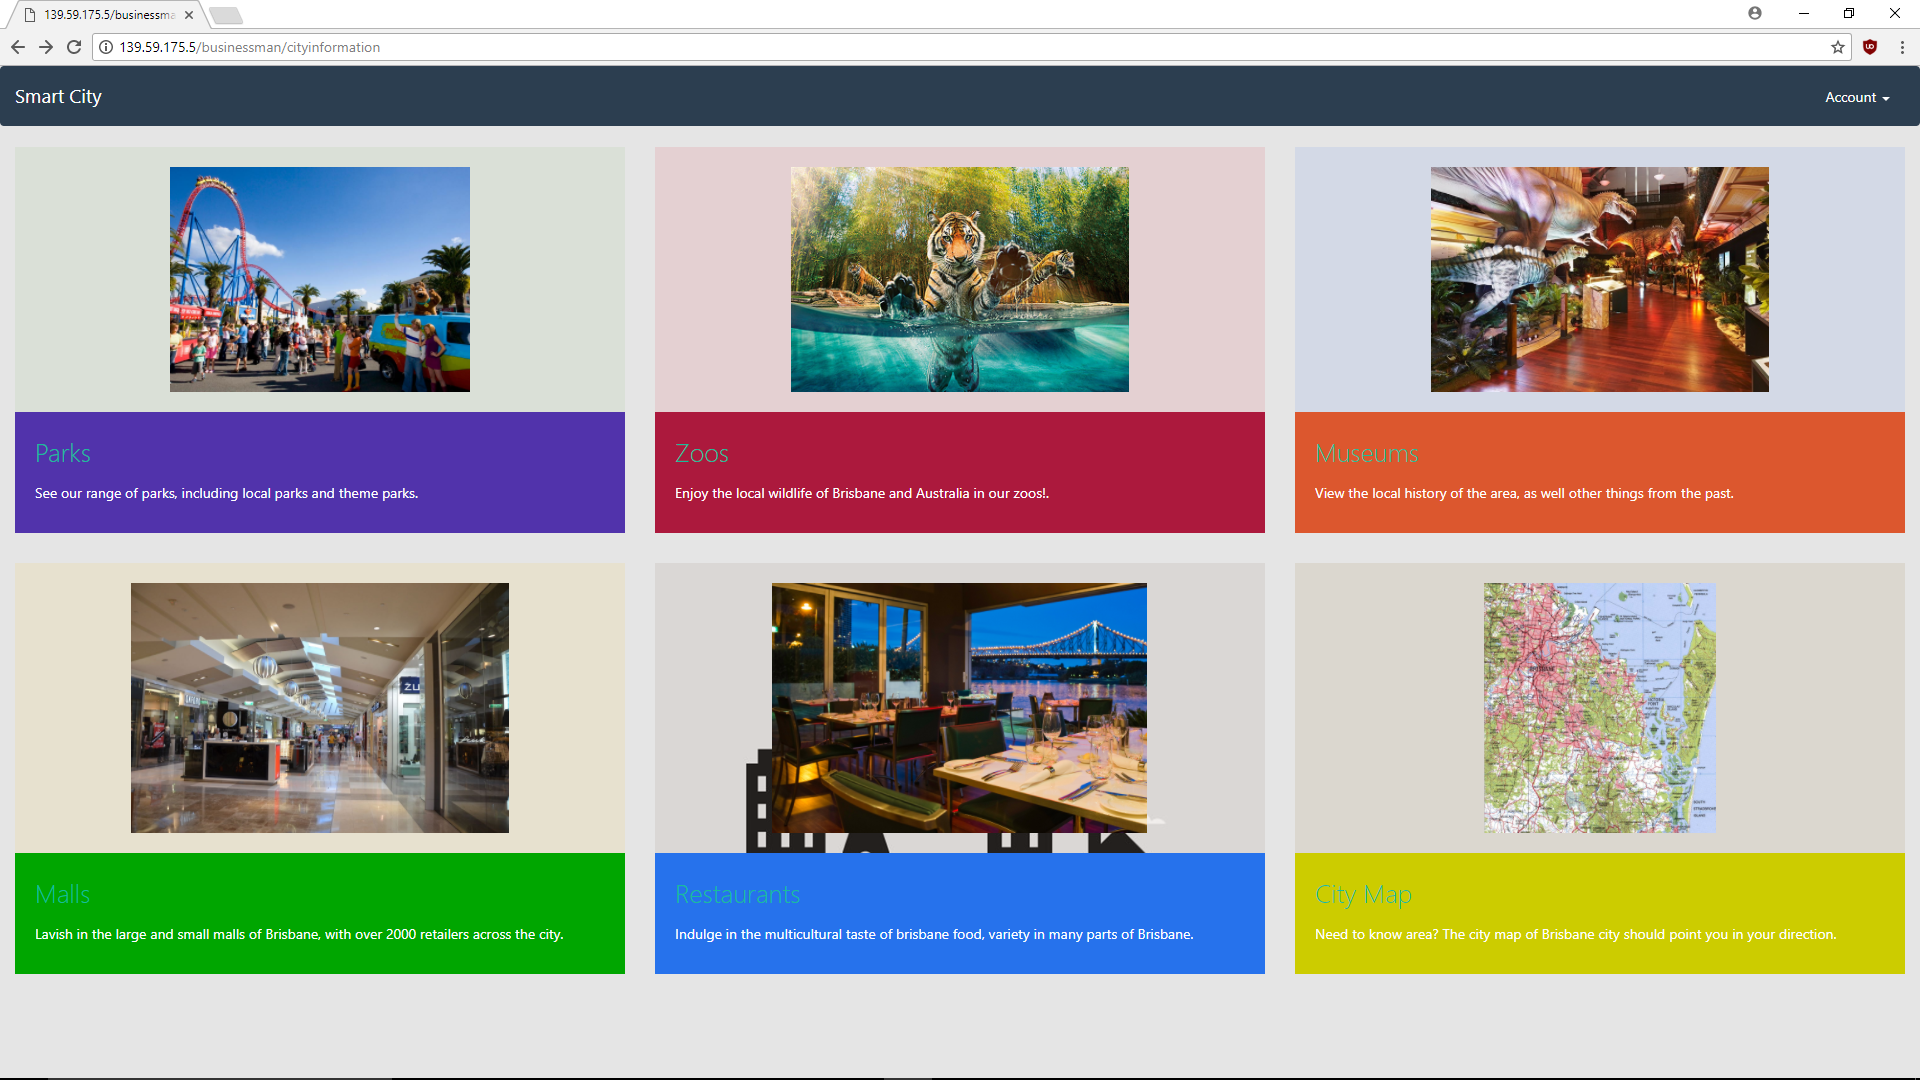 139.59.175.5/businessma
139.59.175.5/businessman/cityinformation
Smart City
Account
Parks
See our range of parks, including local parks and theme parks.
Zoos
Enjoy the local wildlife of Brisbane and Australia in our zoos!.
Museums
View the local history of the area, as well other things from the past.
zu
Malls
Lavish in the large and small malls of Brisbane, with over 2000 retailers across the city.
Restaurants
Indulge in the multicultural taste of brisbane food, variety in many parts of Brisbane.
BRISBANE
City Map
Need to know area? The city map of Brisbane city should point you in your direction.